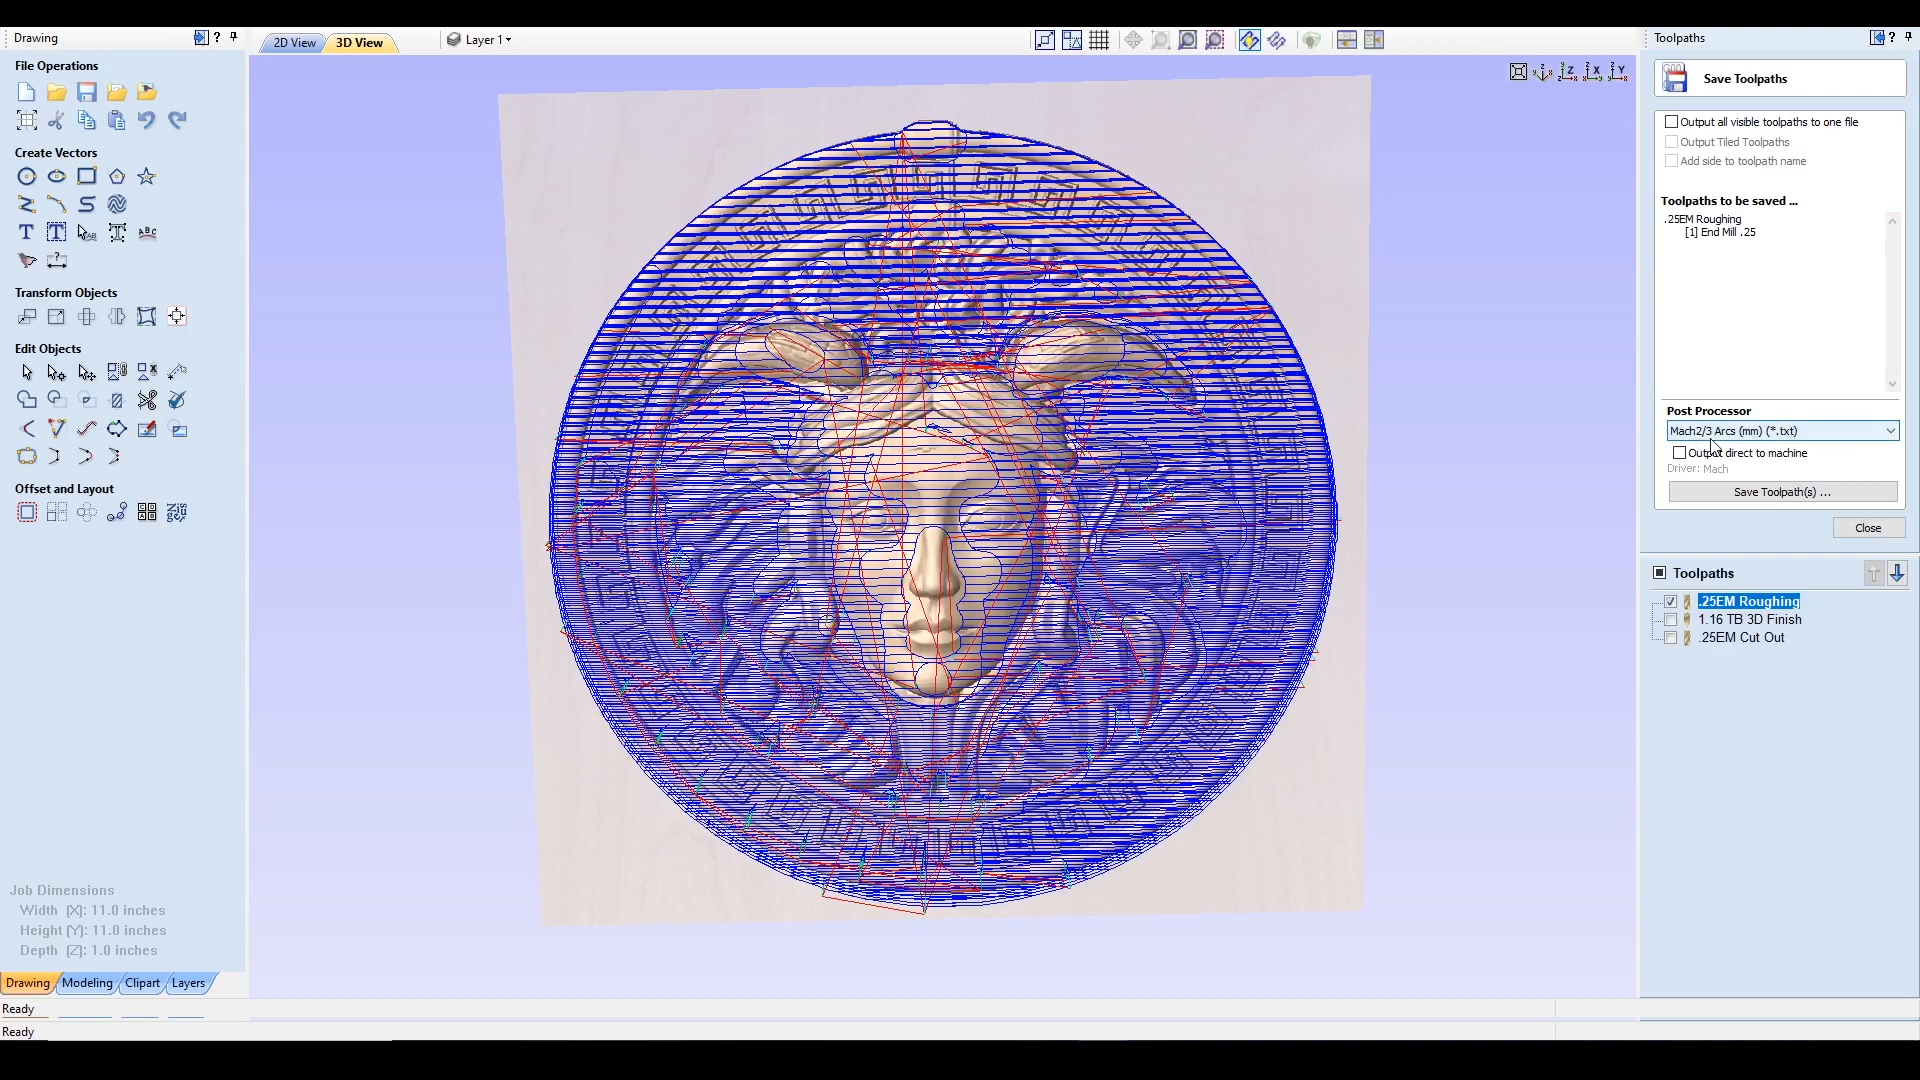 Drawing
?
File Operations
Create Vectors
Transform Objects
Edit Objects
Offset and Layout
Job Dimensions
Width (X): 11.0 inches
Height (Y): 11.0 inches
Depth (Z): 1.0 inches
Drawing
Modeling
Clipart
Layers
Ready
Ready
2D View
3D View
Layer 1
Toolpaths
?
Save Toolpaths
Output all visible toolpaths to one file
Output Tiled Toolpaths
Add side to toolpath name
Toolpaths to be saved ...
.25EM Roughing
[1] End Mill .25
Post Processor
Mach2/3 Arcs (mm) (*.txt)
Output direct to machine
Driver: Mach
Save Toolpath(s) ...
Close
Toolpaths
.25EM Roughing
1.16 TB 3D Finish
.25EM Cut Out